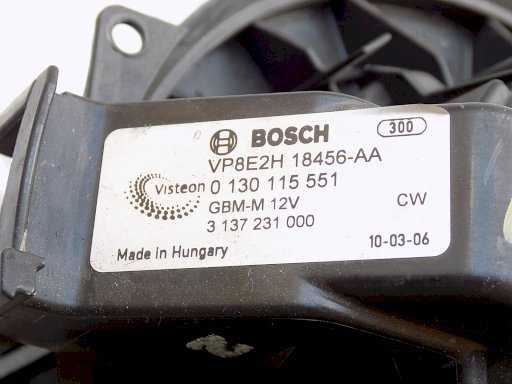 BOSCH
300
VP8E2H 18456-AA
Visteon
0 130 115 551
GBM-M 12V
CW
3 137 231 000
Made in Hungary
10-03-06